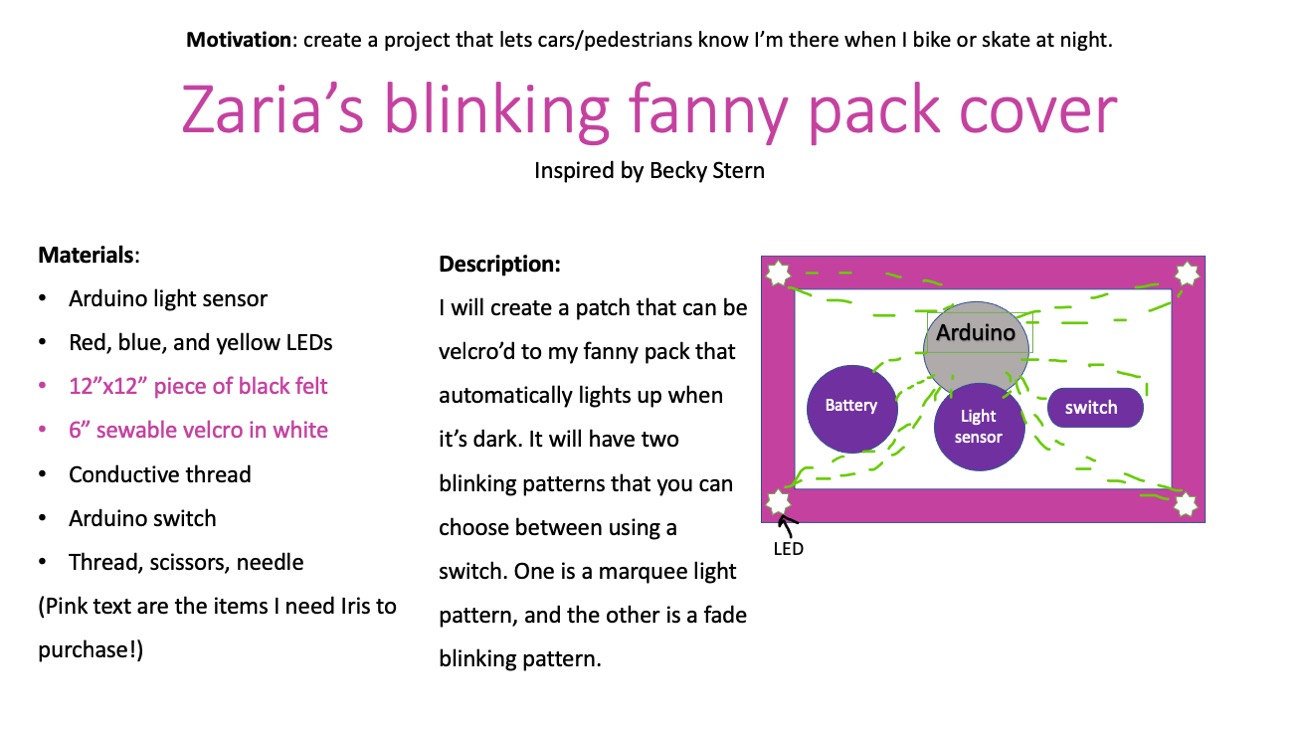 Motivation: create a project that lets cars/pedestrians know I’m there when I bike or skate at night.
Zaria’s blinking fanny pack cover
Inspired by Becky Stern
Materials:
• Arduino light sensor
• Red, blue, and yellow LEDs
• 12”x12” piece of black felt
• 6” sewable velcro in white
• Conductive thread
• Arduino switch
• Thread, scissors, needle
(Pink text are the items I need Iris to
purchase!)
Description:
I will create a patch that can be
velcro’d to my fanny pack that
automatically lights up when
it’s dark. It will have two
blinking patterns that you can
choose between using a
switch. One is a marquee light
pattern, and the other is a fade
blinking pattern.
Arduino
Battery
Light
sensor
switch
LED